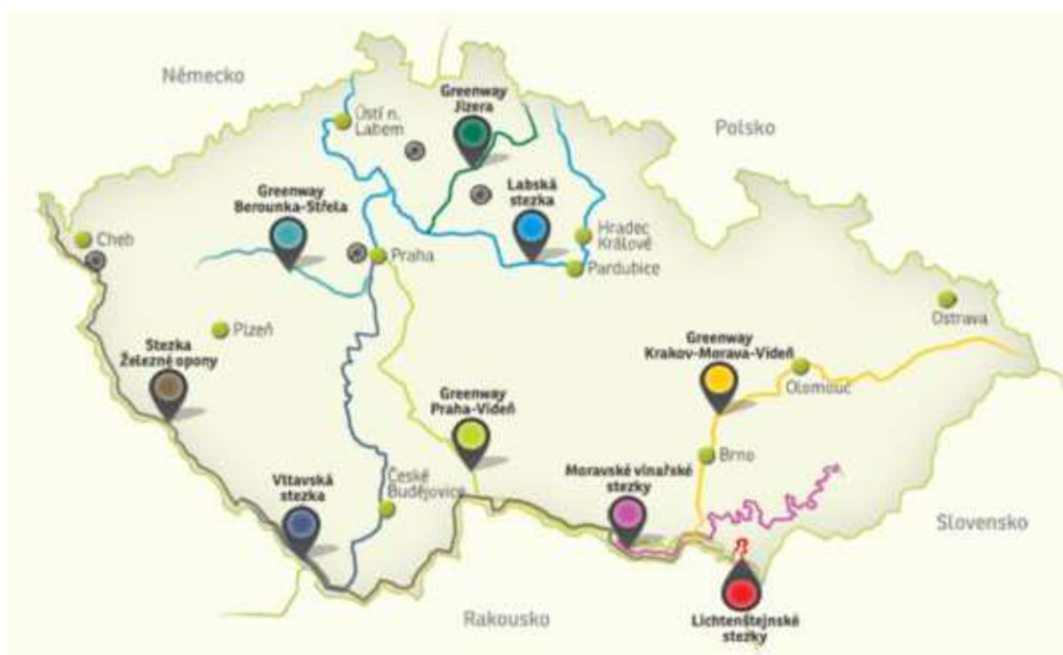 Německo
Greenway
Jizera
Ústí n.
Labem
Polsko
Greenway
Berounka-Střela
Labská
stezka
Cheb
Praha
Hradec
Králové
Pardubice
Plzeň
Ostrava
Stezka
Železné opony
Greenway
Krakov-Morava-Vídeň
Olomouc
Greenway
Praha-Vídeň
Brno
Vltavská
stezka
České
Budějovice
Moravské vinařské
stezky
Slovensko
Rakousko
Lichtenštejnské
stezky